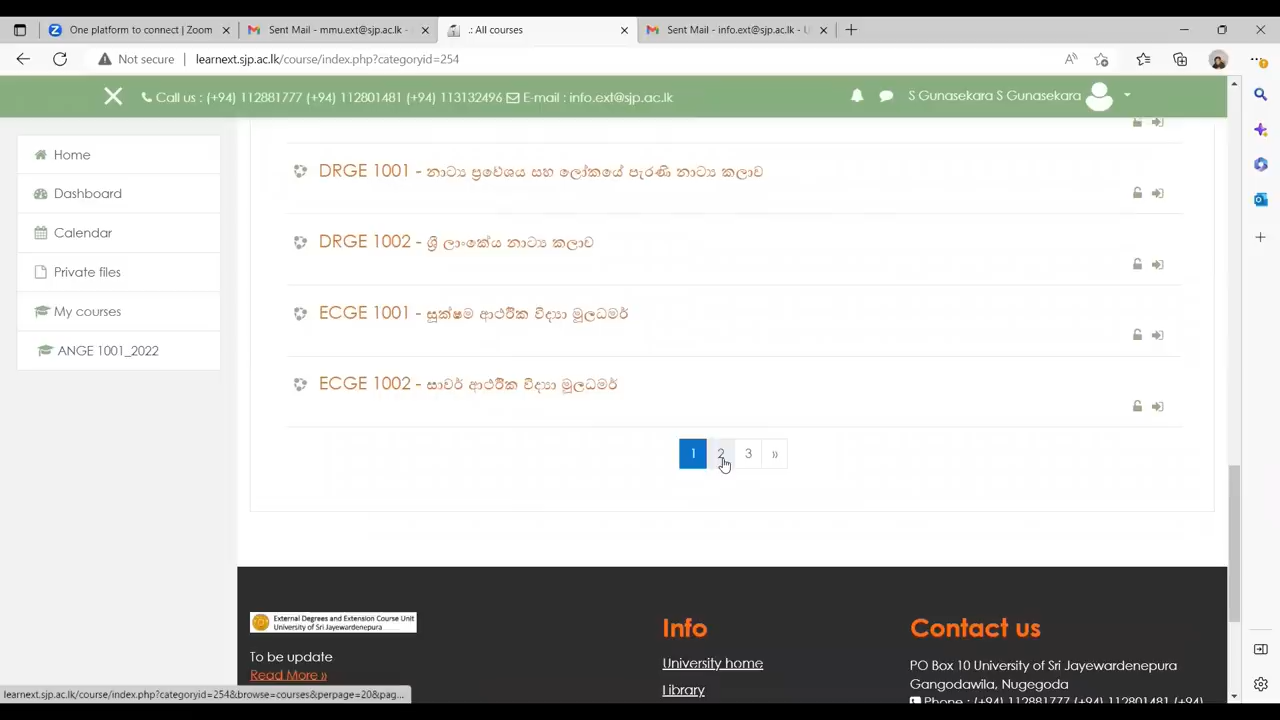 One platform to connect | Zoom
Sent Mail - mmu.ext@sjp.ac.lk -
.: All courses
Sent Mail - info.ext@sjp.ac.lk - U
Not secure
learnext.sjp.ac.lk/course/index.php?categoryid=254
Call us : (+94) 112881777 (+94) 112801481 (+94) 113132496 E-mail : info.ext@sjp.ac.lk
S Gunasekara S Gunasekara
Home
Dashboard
Calendar
Private files
My courses
ANGE 1001_2022
DRGE 1001 - නාට්‍ය ප්‍රවේශය සහ ලෝකයේ පැරණි නාට්‍ය කලාව
DRGE 1002 - ශ්‍රී ලාංකේය නාට්‍ය කලාව
ECGE 1001 - සූක්ෂම ආර්ථික විද්‍යා මූලධර්ම
ECGE 1002 - සාර්ව ආර්ථික විද්‍යා මූලධර්ම
1 2 3 »
External Degrees and Extension Course Unit
University of Sri Jayewardenepura
To be update
Read More »
Info
University home
Library
Contact us
PO Box 10 University of Sri Jayewardenepura
Gangodawila, Nugegoda
Phone : (+94) 112881777 (+94) 112801481 (+94)
learnext.sjp.ac.lk/course/index.php?categoryid=254&browse=courses&perpage=20&pag...